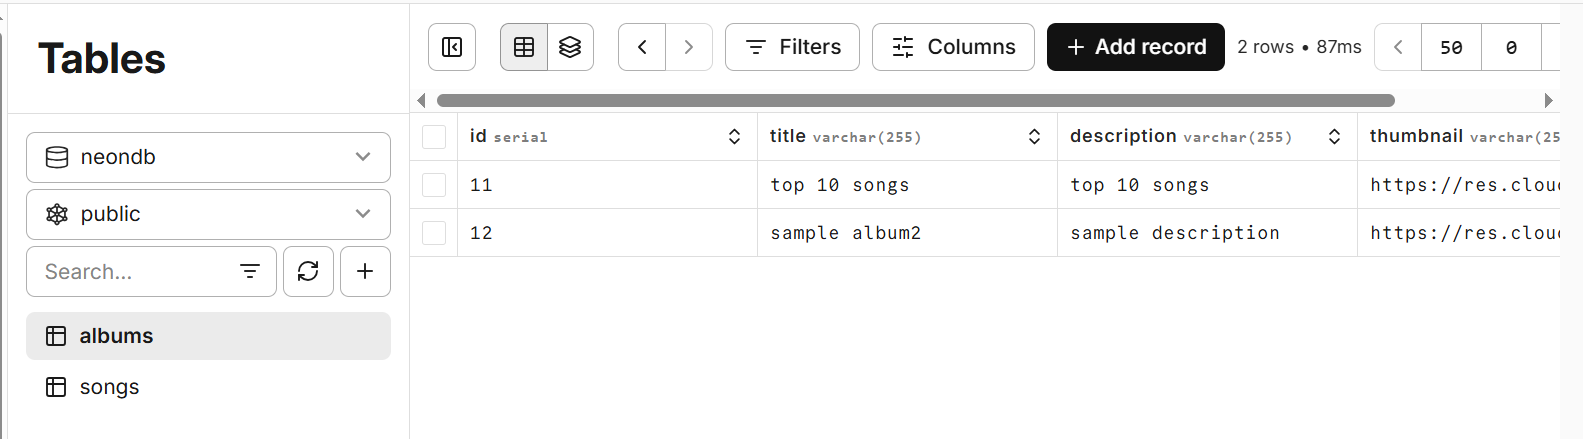 Tables
neondb
public
Search...
albums
songs
Filters
Columns
Add record
2 rows • 87ms
50
0
id serial
title varchar(255)
description varchar(255)
thumbnail varchar(25
11
top 10 songs
top 10 songs
https://res.clou
12
sample album2
sample description
https://res.clou